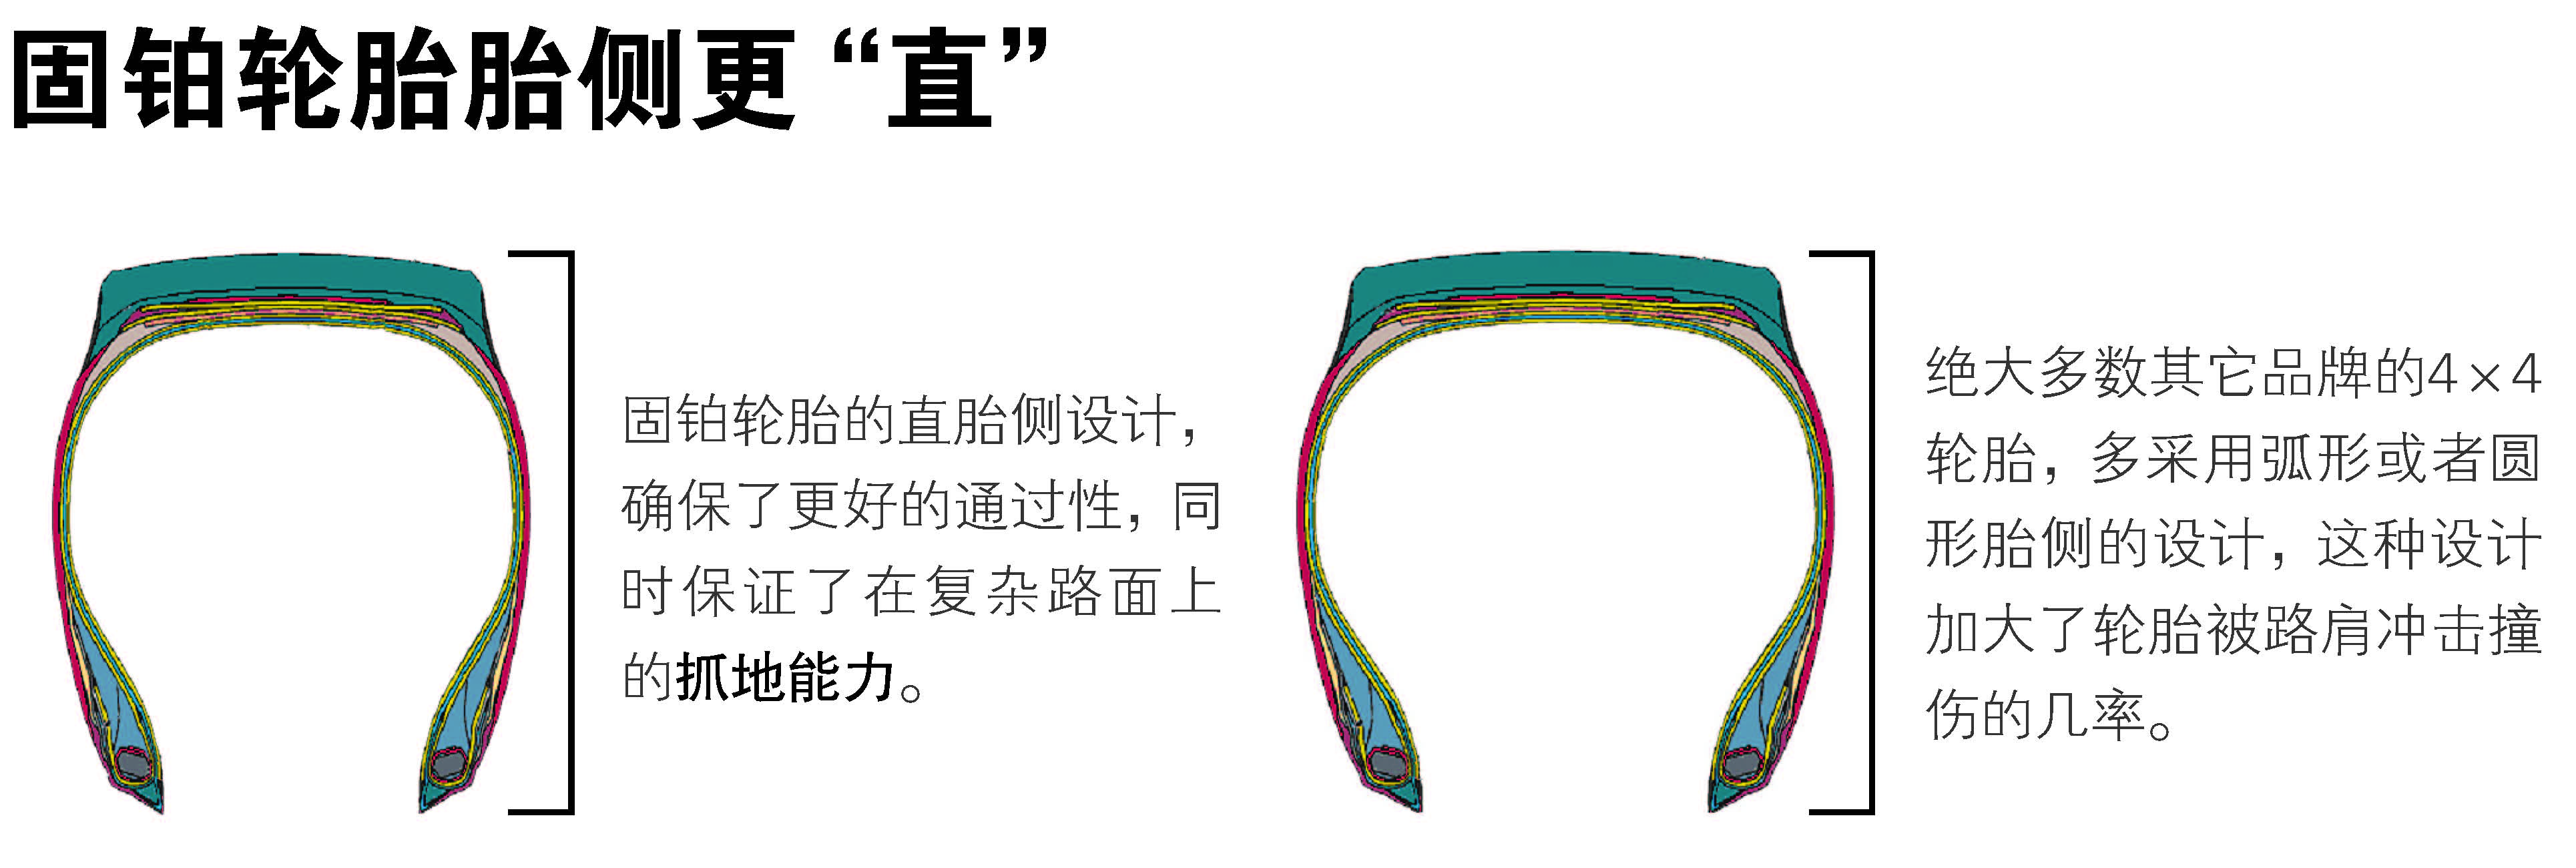 固铂轮胎胎侧更“直”
固铂轮胎的直胎侧设计，
确保了更好的通过性，同
时保证了在复杂路面上
的抓地能力。
绝大多数其它品牌的4×4
轮胎，多采用弧形或者圆
形胎侧的设计，这种设计
加大了轮胎被路肩冲击撞
伤的几率。